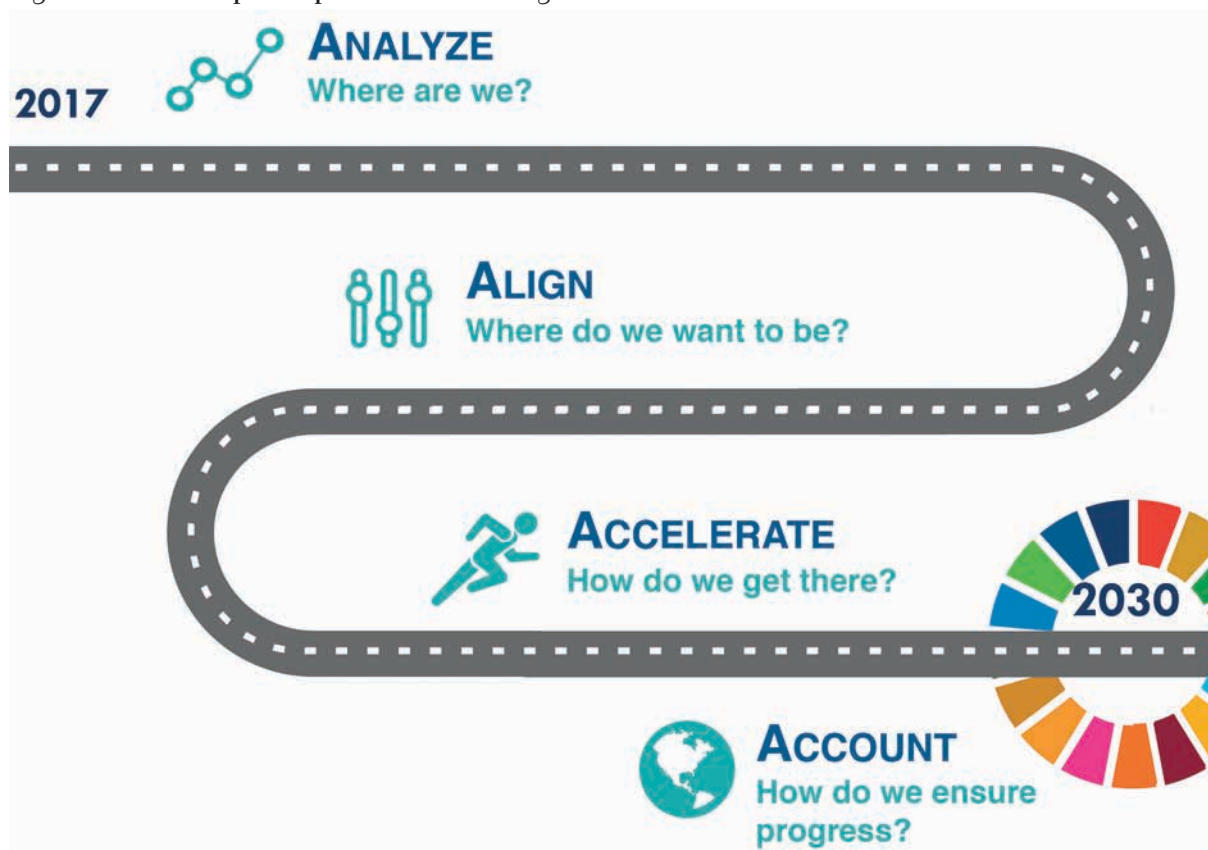 2017
ANALYZE
Where are we?
ALIGN
Where do we want to be?
ACCELERATE
How do we get there?
2030
ACCOUNT
How do we ensure
progress?